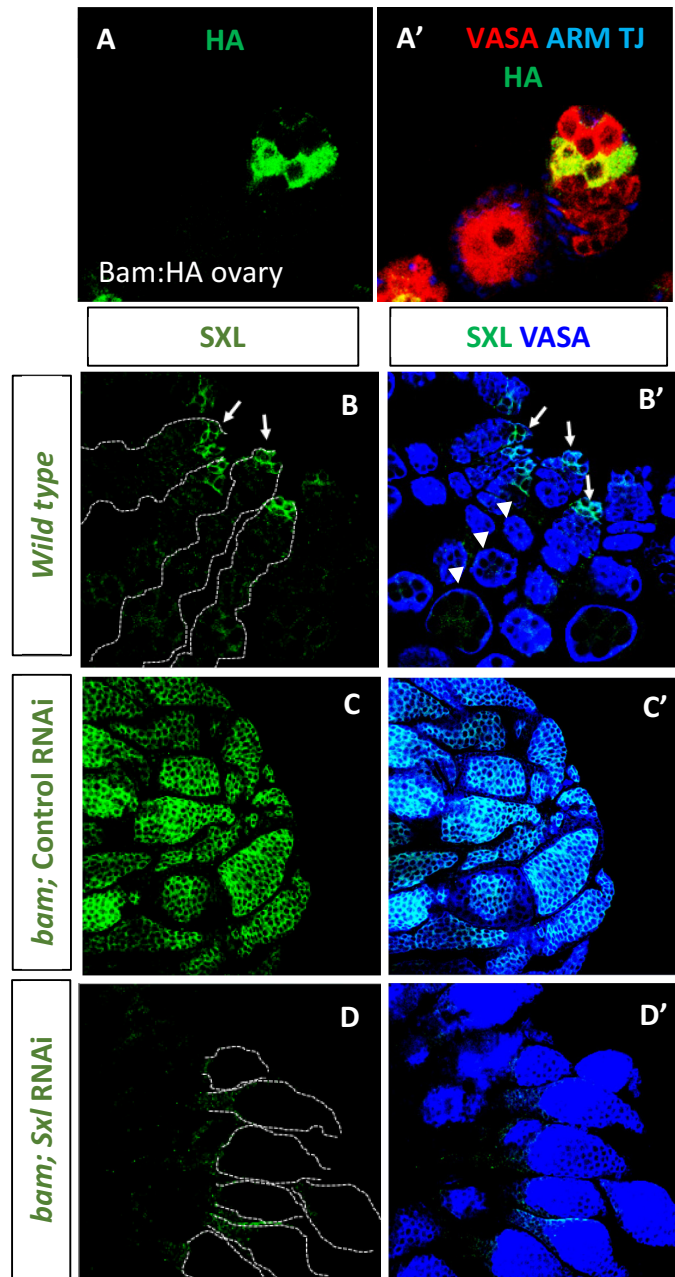 A
HA
A’
VASA ARM TJ
HA
Bam:HA ovary
SXL
SXL VASA
Wild type
B
B’
bam; Control RNAi
C
C’
bam; Sxl RNAi
D
D’